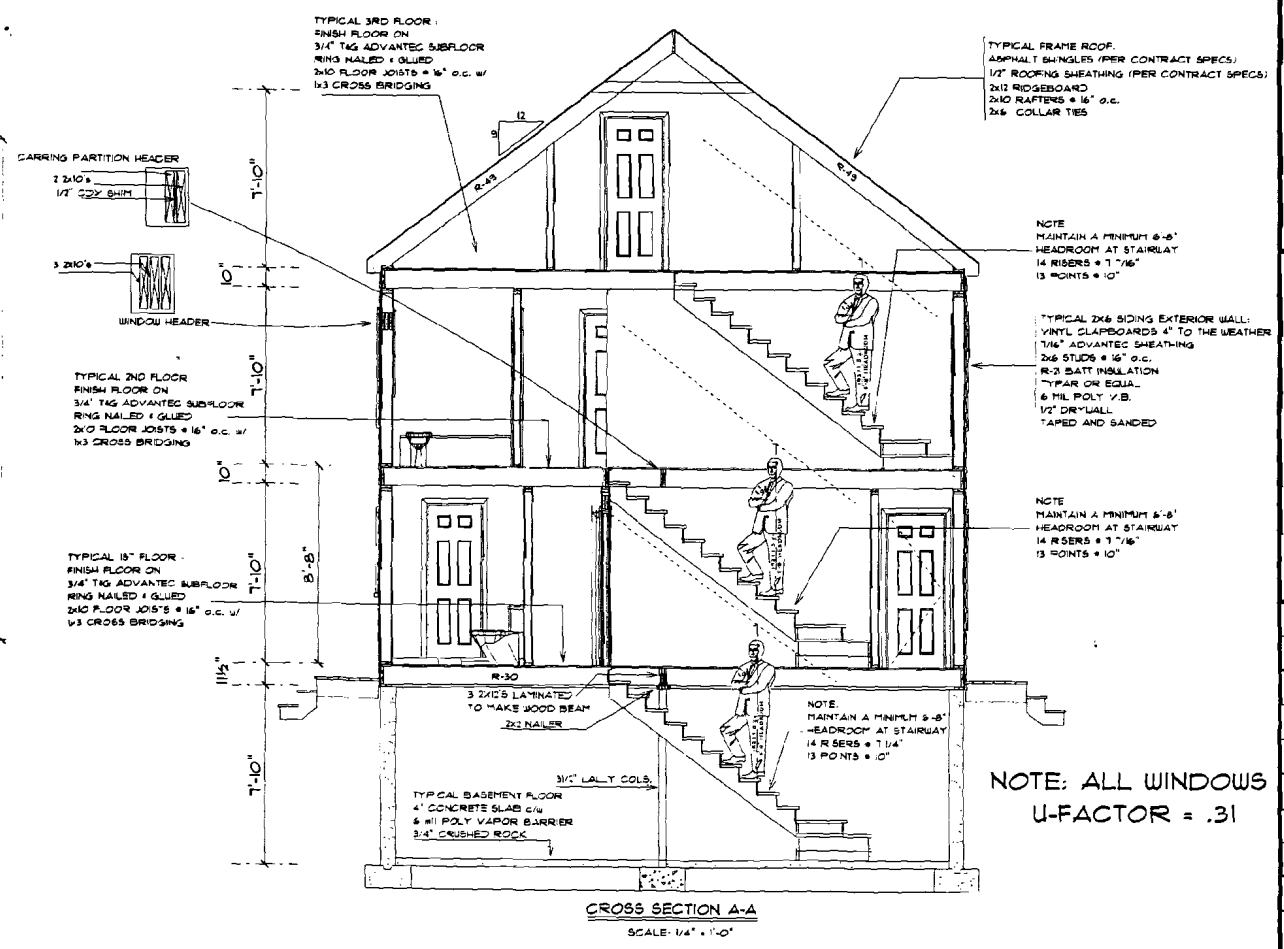 TYPICAL 3RD FLOOR :
FINISH FLOOR ON
3/4" T&G ADVANTEC SUBFLOOR
RING NAILED & GLUED
2x10 FLOOR JOISTS @ 16" o.c. w/
1x3 CROSS BRIDGING
TYPICAL FRAME ROOF.
ASPHALT SHINGLES (PER CONTRACT SPECS)
1/2" ROOFING SHEATHING (PER CONTRACT SPECS)
2x12 RIDGEBOARD
2x10 RAFTERS @ 16" o.c.
2x6 COLLAR TIES
12
9
CARRING PARTITION HEADER
2 2x10's
1/2" CDX SHIM
3 2x10's
WINDOW HEADER
7'-10"
R-49
R-49
10"
NOTE
MAINTAIN A MINIMUM 6'-8"
HEADROOM AT STAIRWAY
14 RISERS @ 7 7/16"
13 POINTS @ 10"
TYPICAL 2X6 SIDING EXTERIOR WALL:
VINYL CLAPBOARDS 4" TO THE WEATHER
7/16" ADVANTEC SHEATHING
2x6 STUDS @ 16" o.c.
R-21 BATT INSULATION
TYPAR OR EQUAL
6 MIL POLY V.B.
1/2" DRYWALL
TAPED AND SANDED
7'-10"
TYPICAL 2ND FLOOR
FINISH FLOOR ON
3/4" T&G ADVANTEC SUBFLOOR
RING NAILED & GLUED
2x10 FLOOR JOISTS @ 16" o.c. w/
1x3 CROSS BRIDGING
10"
NOTE
MAINTAIN A MINIMUM 6'-8"
HEADROOM AT STAIRWAY
14 RISERS @ 7 7/16"
13 POINTS @ 10"
7'-10"
8'-8"
TYPICAL 1ST FLOOR -
FINISH FLOOR ON
3/4" T&G ADVANTEC SUBFLOOR
RING NAILED & GLUED
2x10 FLOOR JOISTS @ 16" o.c. w/
1x3 CROSS BRIDGING
11 1/2"
R-30
3 2X12'S LAMINATED
TO MAKE WOOD BEAM
2x2 NAILER
NOTE:
MAINTAIN A MINIMUM 6'-8"
HEADROOM AT STAIRWAY
14 RISERS @ 7 1/4"
13 POINTS @ 10"
7'-10"
3 1/2" LALLY COLS.
TYPICAL BASEMENT FLOOR
4" CONCRETE SLAB c/w
6 mil POLY VAPOR BARRIER
3/4" CRUSHED ROCK
NOTE: ALL WINDOWS
U-FACTOR = .31
CROSS SECTION A-A
SCALE: 1/4" = 1'-0"